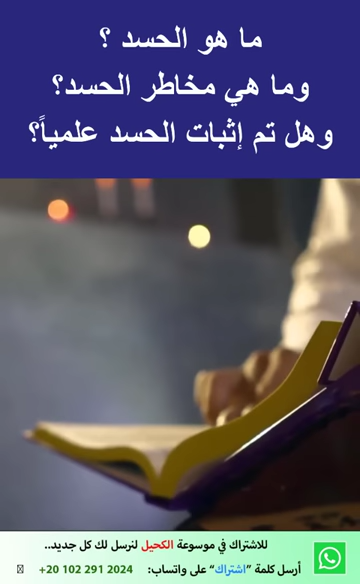 ما هو الحسد ؟
وما هي مخاطر الحسد؟
وهل تم إثبات الحسد علمياً؟
للاشتراك في موسوعة الكحيل لنرسل لك كل جديد..
أرسل كلمة "اشتراك" على واتساب: +20 102 291 2024